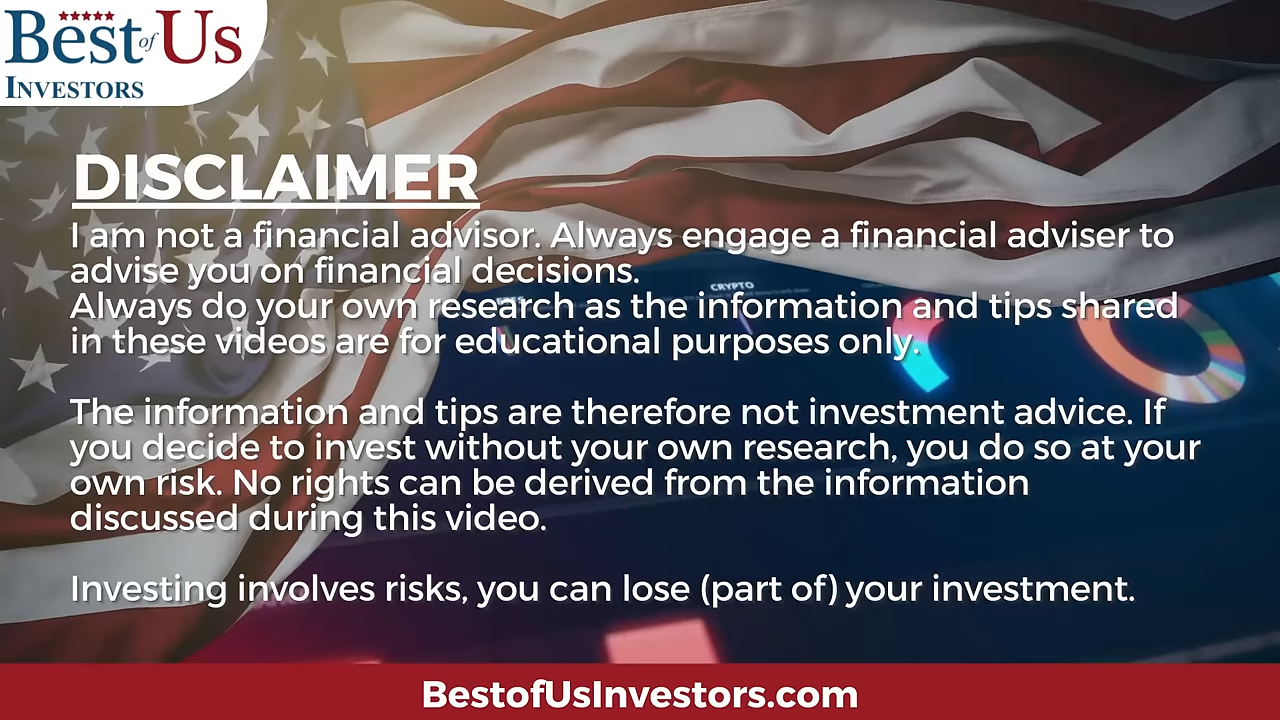 Best of Us
Investors
DISCLAIMER
I am not a financial advisor. Always engage a financial adviser to
advise you on financial decisions.
CRYPTO
Always do your own research as the information and tips shared
in these videos are for educational purposes only.
The information and tips are therefore not investment advice. If
you decide to invest without your own research, you do so at your
own risk. No rights can be derived from the information
discussed during this video.
Investing involves risks, you can lose (part of) your investment.
BestofUsInvestors.com